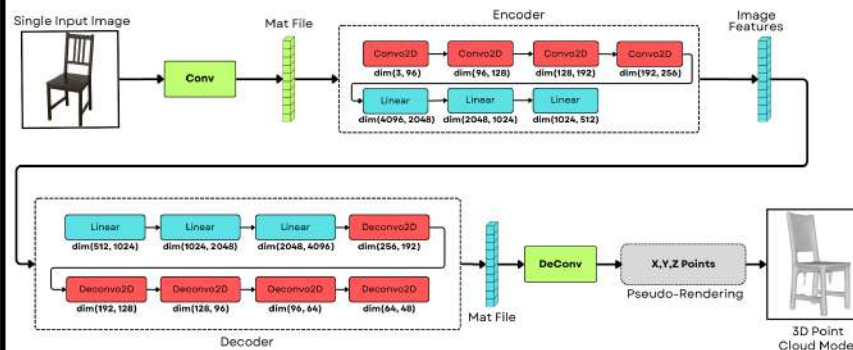 Single Input Image
Conv
Mat File
Encoder
Convo2D
dim(3, 96)
Convo2D
dim(96, 128)
Convo2D
dim(128, 192)
Convo2D
dim(192, 256)
Linear
dim(4096, 2048)
Linear
dim(2048, 1024)
Linear
dim(1024, 512)
Image
Features
Linear
dim(512, 1024)
Linear
dim(1024, 2048)
Linear
dim(2048, 4096)
Deconvo2D
dim(256, 192)
Deconvo2D
dim(192, 128)
Deconvo2D
dim(128, 96)
Deconvo2D
dim(96, 64)
Deconvo2D
dim(64, 48)
Decoder
Mat File
DeConv
X,Y,Z Points
Pseudo-Rendering
3D Point
Cloud Model